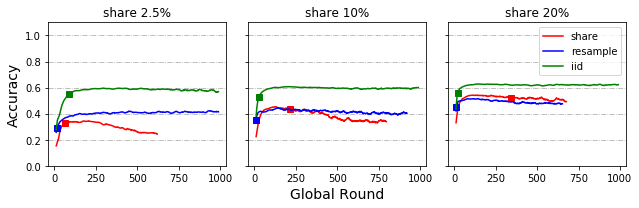 share 2.5%
share 10%
share 20%
Accuracy
1.0
0.8
0.6
0.4
0.2
0.0
share
resample
iid
0 250 500 750 1000
0 250 500 750 1000
0 250 500 750 1000
Global Round